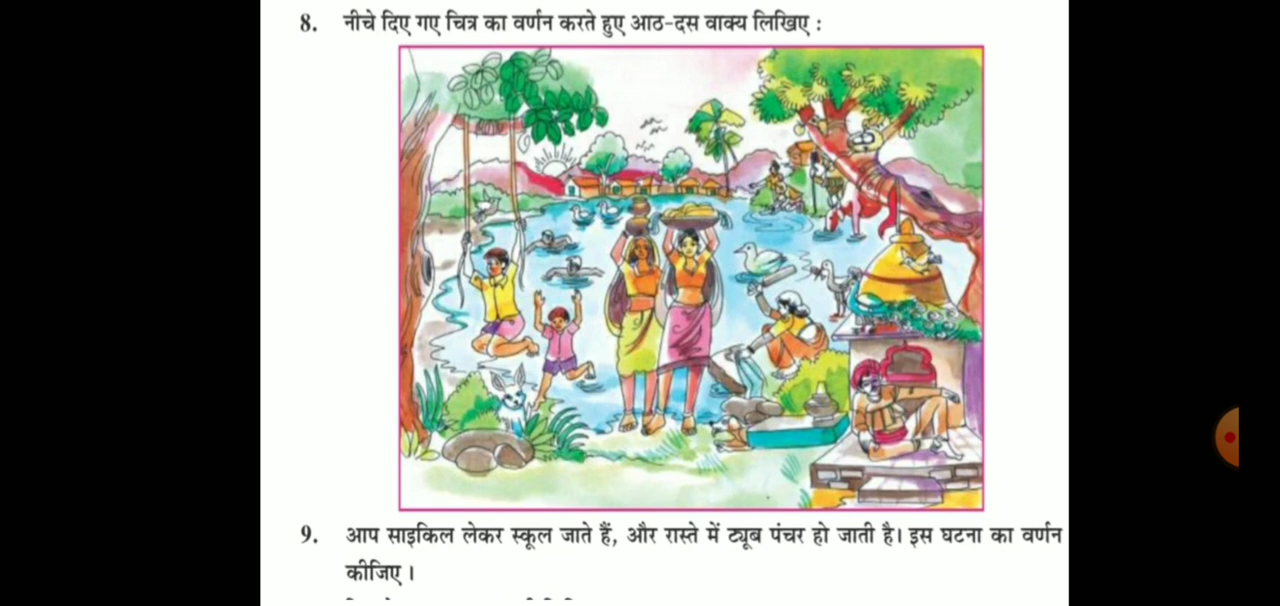 8. नीचे दिए गए चित्र का वर्णन करते हुए आठ-दस वाक्य लिखिए :
9. आप साइकिल लेकर स्कूल जाते हैं, और रास्ते में ट्यूब पंचर हो जाती है। इस घटना का वर्णन
कीजिए।